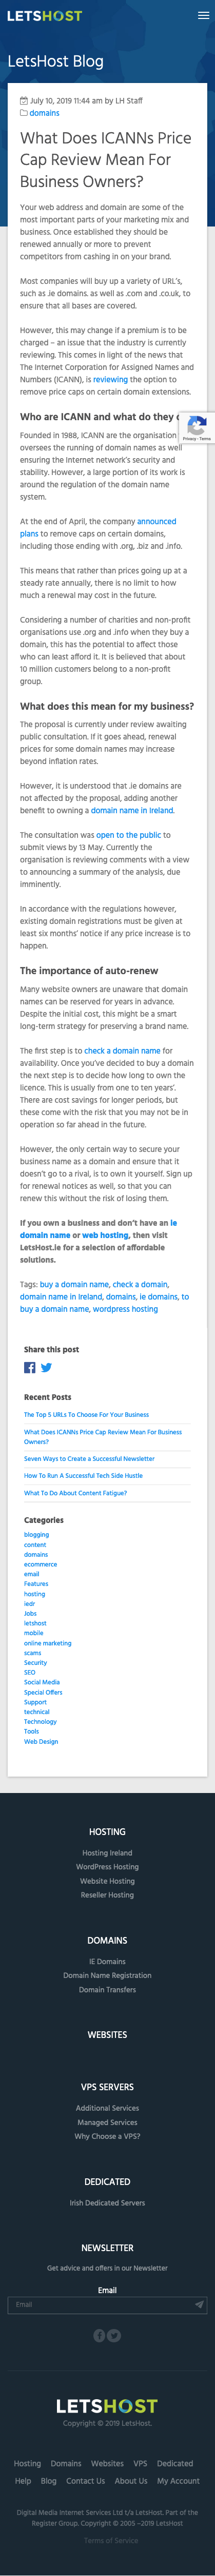 LETSHOST
LetsHost Blog
July 10, 2019 11:44 am by LH Staff
domains
What Does ICANNs Price
Cap Review Mean For
Business Owners?
Your web address and domain are some of the
most important parts of your marketing mix and
business. Once established they should be
renewed annually or more to prevent
competitors from cashing in on your brand.
Most companies will buy up a variety of URL's,
such as .ie domains. as well as .com and .co.uk, to
ensure that all bases are covered.
However, this may change if a premium is to be
charged – an issue that the industry is currently
reviewing. This comes in light of the news that
The Internet Corporation for Assigned Names and
Numbers (ICANN), is reviewing the option to
remove price caps on certain domains.
Who are ICANN and what do they
Privacy - Terms
Founded in 1988, ICANN are the organisation that
oversees the running of domain names as well
ensuring the internet network's security and
stability. However, a large portion of its work is
around the regulation of the domain name
system.
At the end of April, the company announced
plans to remove price caps on certain domains,
including those ending with .org, .biz and .info.
This means that rather than prices going up at a
steady rate annually, there is no limit to how
much a renewal may cost you in time.
Considering a number of charities and non-profit
organisations use .org and .info when they buy a
domain, this has the potential to affect those
who can least afford it. It is believed that about
10 million customers belong to a non-profit
group.
What does this mean for my business?
The proposal is currently under review awaiting
possible authorisation. If it goes ahead, renewal
prices for some domain names may increase
beyond inflation rates.
However, it is understood that .ie domains are
not affected by the proposal, adding another
benefit to owning a domain name in Ireland.
The consultation was open to the public to
submit views by 13 May. Currently the
organisation is reviewing comments with a view
to announcing a summary of the analysis, due
imminently.
In accordance with the regulations however,
domain registration organisations must give at
least six months' notice if any price increase is to
happen.
The importance of auto-renew
Many website owners are unaware that domain
names can be reserved for years in advance.
Despite the initial cost, this might be a smart
long-term strategy for preserving a brand name.
The first step is to check a domain name for
availability. Once you've decided to buy a domain
the next step is to decide how long to own the
licence. This is usually from one to ten years'.
There are cost savings for longer periods, but
these come with the risk that you may not be in
operation so far ahead in the future.
However, the only certain way to secure your
business name as a domain and ensure that it
always stays yours, is to set it to auto renew. Sign up
for renewal notices as well, so that you can
renew this without the risk of losing them.
If you own a business and don't have an ie
domain name or web hosting, then visit
LetsHost.ie for a selection of affordable
solutions.
Tags: buy a domain name, check a domain,
domain name in Ireland, domains, ie domains, to
buy a domain name, wordpress hosting
Share this post
Recent Posts
The Top 5 URLs To Choose For Your Business
What Does ICANNs Price Cap Review Mean For Business
Owners?
Seven Ways to Create a Successful Newsletter
How To Run A Successful Tech Side Hustle
What To Do About Content Fatigue?
Categories
blogging
content
domains
ecommerce
email
Features
hosting
iedr
Jobs
letshost
mobile
online marketing
scams
Security
SEO
Social Media
Special Offers
Support
technical
Technology
Tools
Web Design
HOSTING
Hosting Ireland
WordPress Hosting
Website Hosting
Reseller Hosting
DOMAINS
IE Domains
Domain Name Registration
Domain Transfers
WEBSITES
VPS SERVERS
Additional Services
Managed Services
Why Choose a VPS?
DEDICATED
Irish Dedicated Servers
NEWSLETTER
Get advice and offers in our Newsletter
Email
Email
LETSHOST
Copyright © 2019 LetsHost.
Hosting Domains Websites VPS Dedicated
Help Blog Contact Us About Us My Account
Digital Media Internet Services Ltd t/a LetsHost. Part of the
Register Group. Copyright © 2005 –2019 LetsHost
Terms of Service